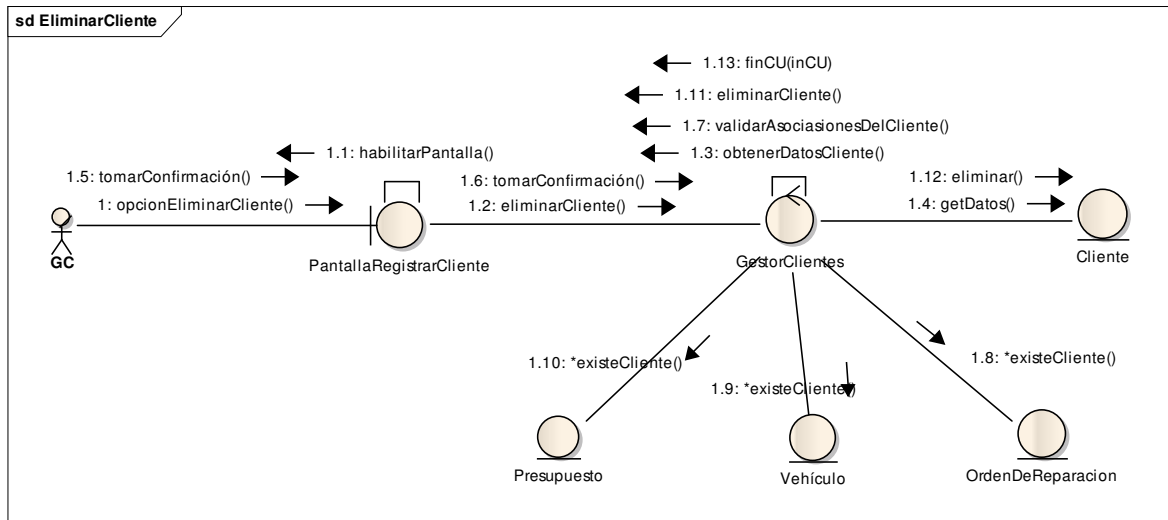 sd EliminarCliente
1.13: finCU(inCU)
1.11: eliminarCliente()
1.7: validarAsociasionesDelCliente()
1.1: habilitarPantalla()
1.3: obtenerDatosCliente()
1.5: tomarConfirmación()
1.6: tomarConfirmación()
1.12: eliminar()
1: opcionEliminarCliente()
1.2: eliminarCliente()
1.4: getDatos()
GC
PantallaRegistrarCliente
GestorClientes
Cliente
1.10: *existeCliente()
1.9: *existeCliente()
1.8: *existeCliente()
Presupuesto
Vehículo
OrdenDeReparacion